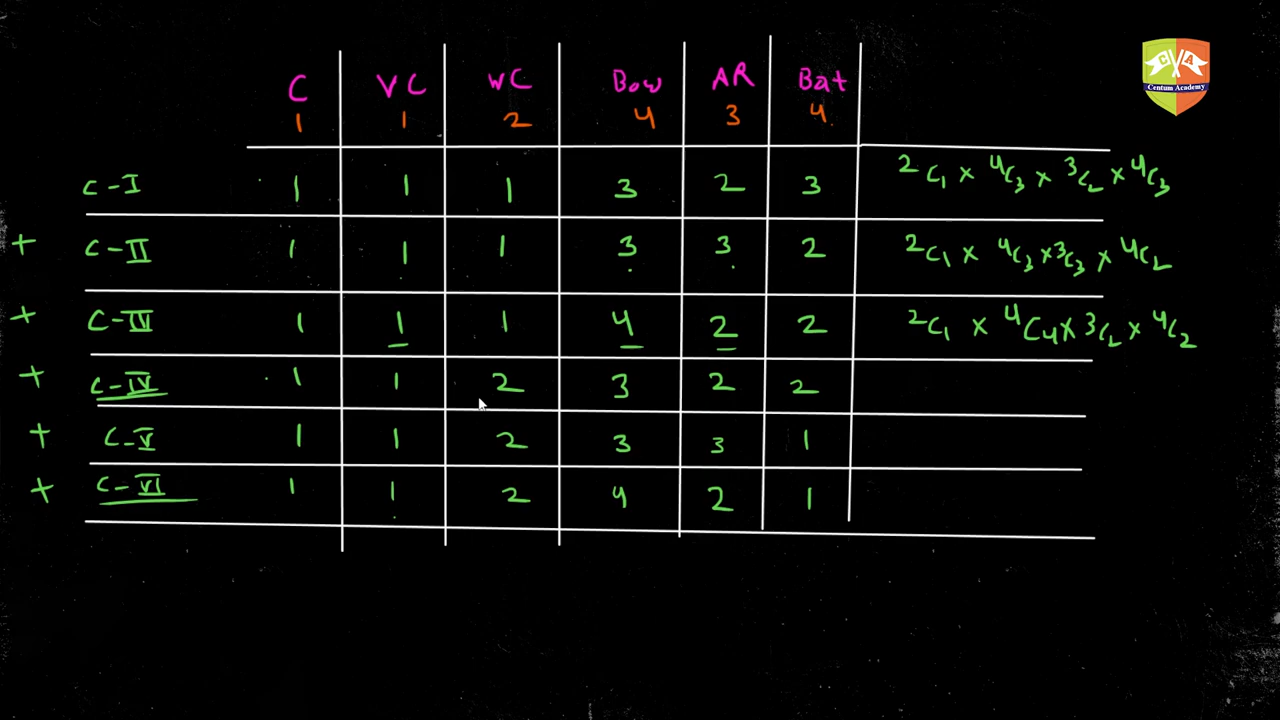 C VC WC Bow AR Bat
1 1 2 4 3 4
C-I 1 1 1 3 2 3 ²C₁ × ⁴C₃ × ³C₂ × ⁴C₃
+ C-II 1 1 1 3 3 2 ²C₁ × ⁴C₃ × ³C₃ × ⁴C₂
+ C-III 1 1 1 4 2 2 ²C₁ × ⁴C₄ × ³C₂ × ⁴C₂
+ C-IV 1 1 2 3 2 2
+ C-V 1 1 2 3 3 1
+ C-VI 1 1 2 4 2 1
CVA
Centum Academy